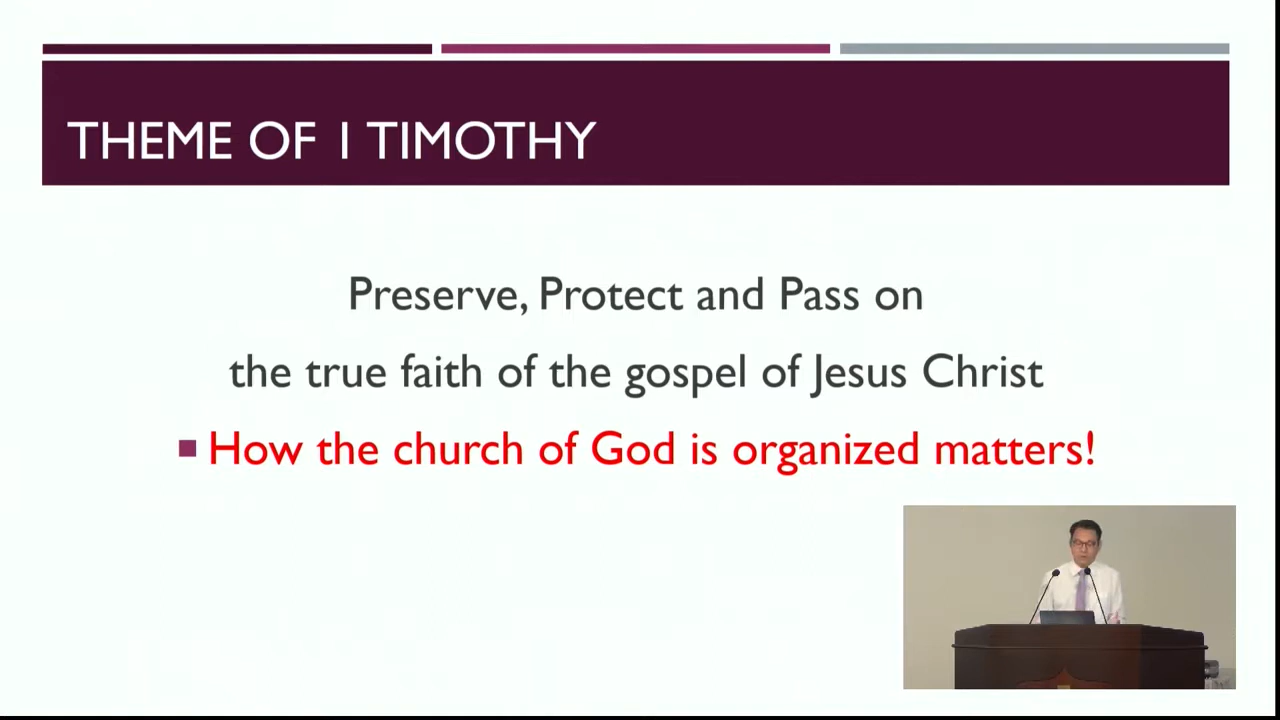 THEME OF 1 TIMOTHY
Preserve, Protect and Pass on
the true faith of the gospel of Jesus Christ
How the church of God is organized matters!